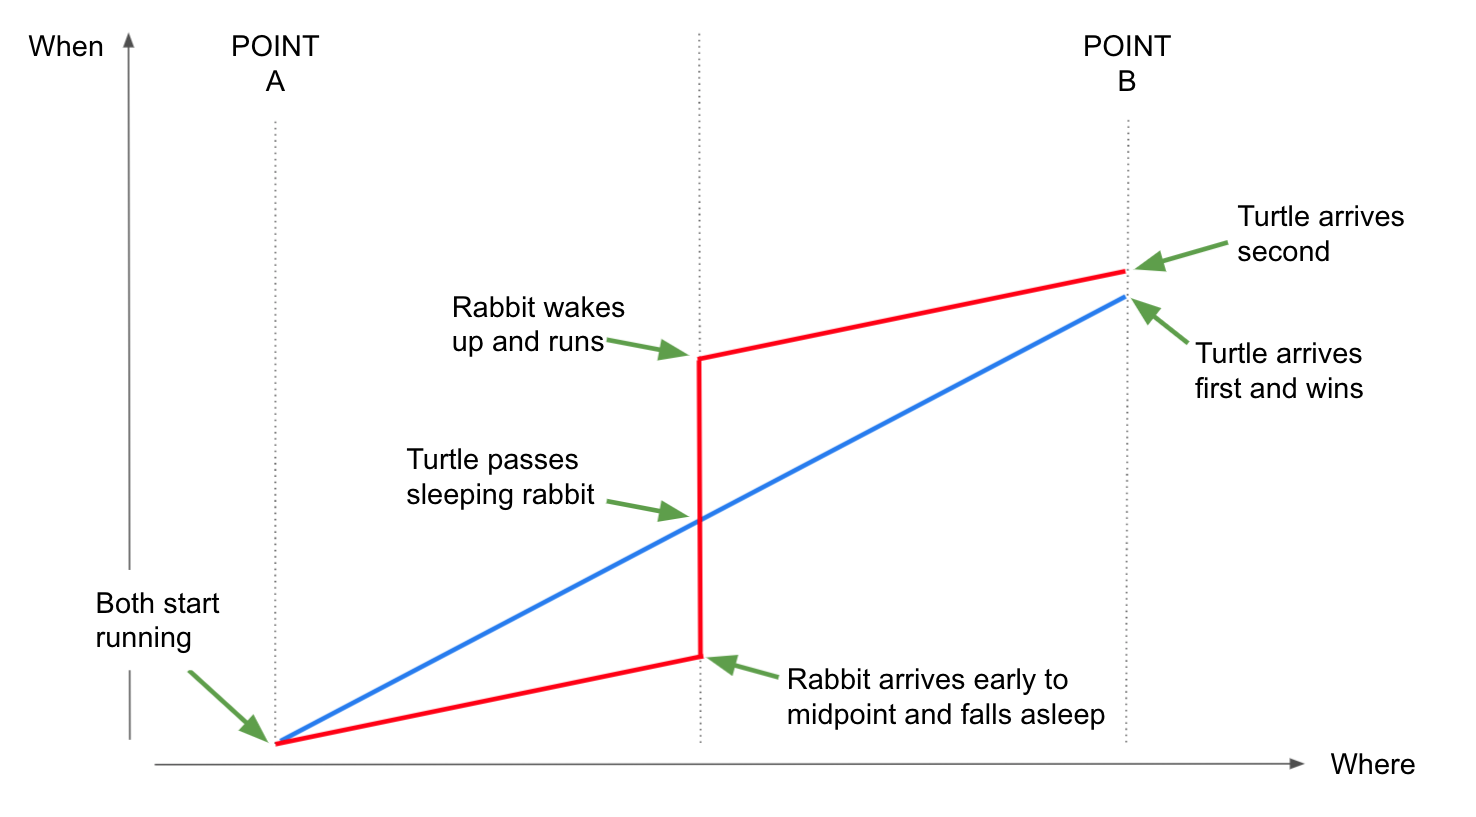 When
POINT
A
POINT
B
Turtle arrives
second
Rabbit wakes
up and runs
Turtle arrives
first and wins
Turtle passes
sleeping rabbit
Both start
running
Rabbit arrives early to
midpoint and falls asleep
Where